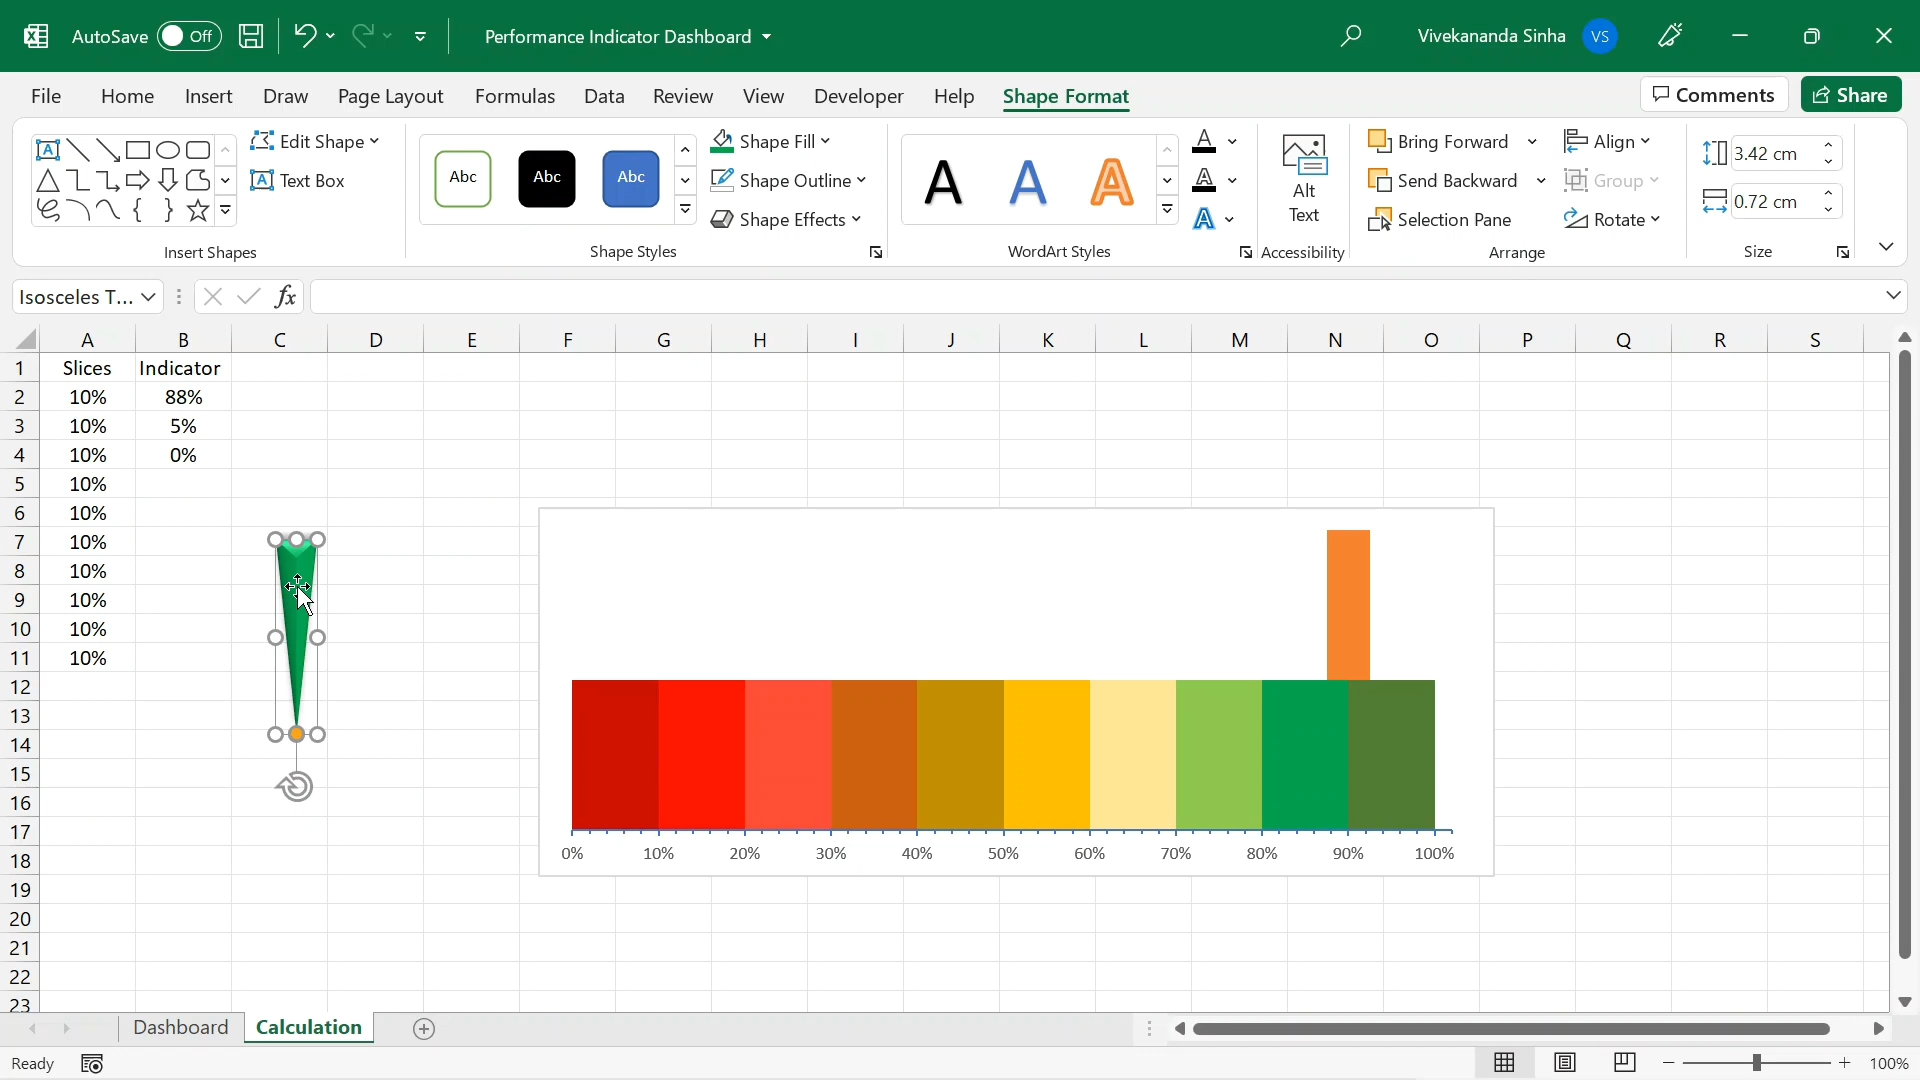 AutoSave Off Performance Indicator Dashboard Vivekananda Sinha VS
File Home Insert Draw Page Layout Formulas Data Review View Developer Help Shape Format Comments Share
Edit Shape
Text Box
Insert Shapes
Abc Abc Abc
Shape Fill
Shape Outline
Shape Effects
Shape Styles
A A A
WordArt Styles
Alt
Text
Accessibility
Bring Forward
Send Backward
Selection Pane
Align
Group
Rotate
Arrange
3.42 cm
0.72 cm
Size
Isosceles T... fx
A B C D E F G H I J K L M N O P Q R S
1 Slices Indicator
2 10% 88%
3 10% 5%
4 10% 0%
5 10%
6 10%
7 10%
8 10%
9 10%
10 10%
11 10%
12
13
14
15
16
17
18
19
20
21
22
23
0% 10% 20% 30% 40% 50% 60% 70% 80% 90% 100%
Dashboard Calculation
Ready 100%